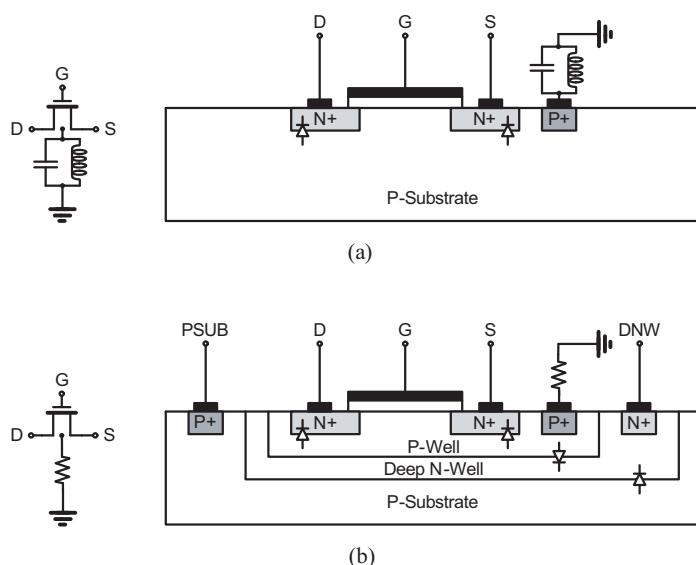 D G S
G
D S
N+ N+ P+
P-Substrate
(a)
PSUB D G S DNW
G
D S
P+ N+ N+ P+ N+
P-Well
Deep N-Well
P-Substrate
(b)